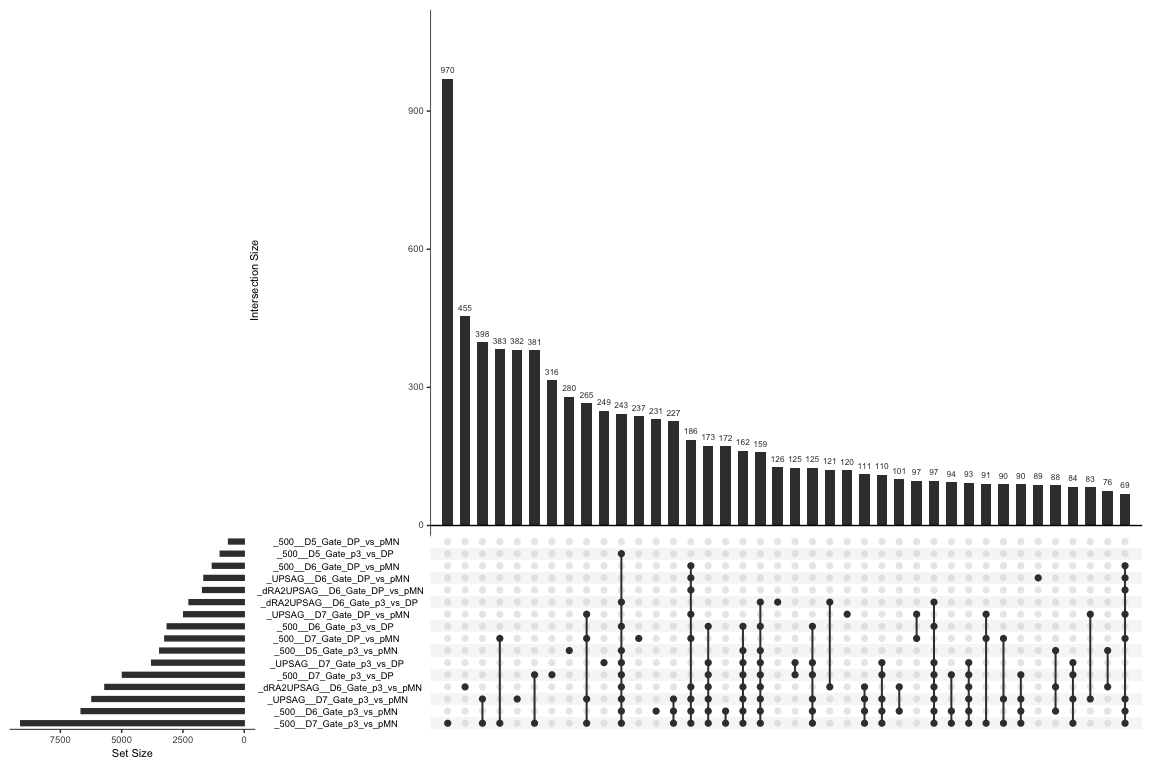 970
900
600
Intersection Size
455
398 383 382 381
316
300
280 265 249 243 237 231 227
186 173 172 162 159
126 125 125 121 120 111 110 101 97 97 94 93 91 90 90 89 88 84 83 76 69
0
_500__D5_Gate_DP_vs_pMN
_500__D5_Gate_p3_vs_DP
_500__D6_Gate_DP_vs_pMN
_UPSAG__D6_Gate_DP_vs_pMN
_dRA2UPSAG__D6_Gate_DP_vs_pMN
_dRA2UPSAG__D6_Gate_p3_vs_DP
_UPSAG__D7_Gate_DP_vs_pMN
_500__D6_Gate_p3_vs_DP
_500__D7_Gate_DP_vs_pMN
_500__D5_Gate_p3_vs_pMN
_UPSAG__D7_Gate_p3_vs_DP
_500__D7_Gate_p3_vs_DP
_dRA2UPSAG__D6_Gate_p3_vs_pMN
_UPSAG__D7_Gate_p3_vs_pMN
_500__D6_Gate_p3_vs_pMN
_500__D7_Gate_p3_vs_pMN
7500 5000 2500 0
Set Size